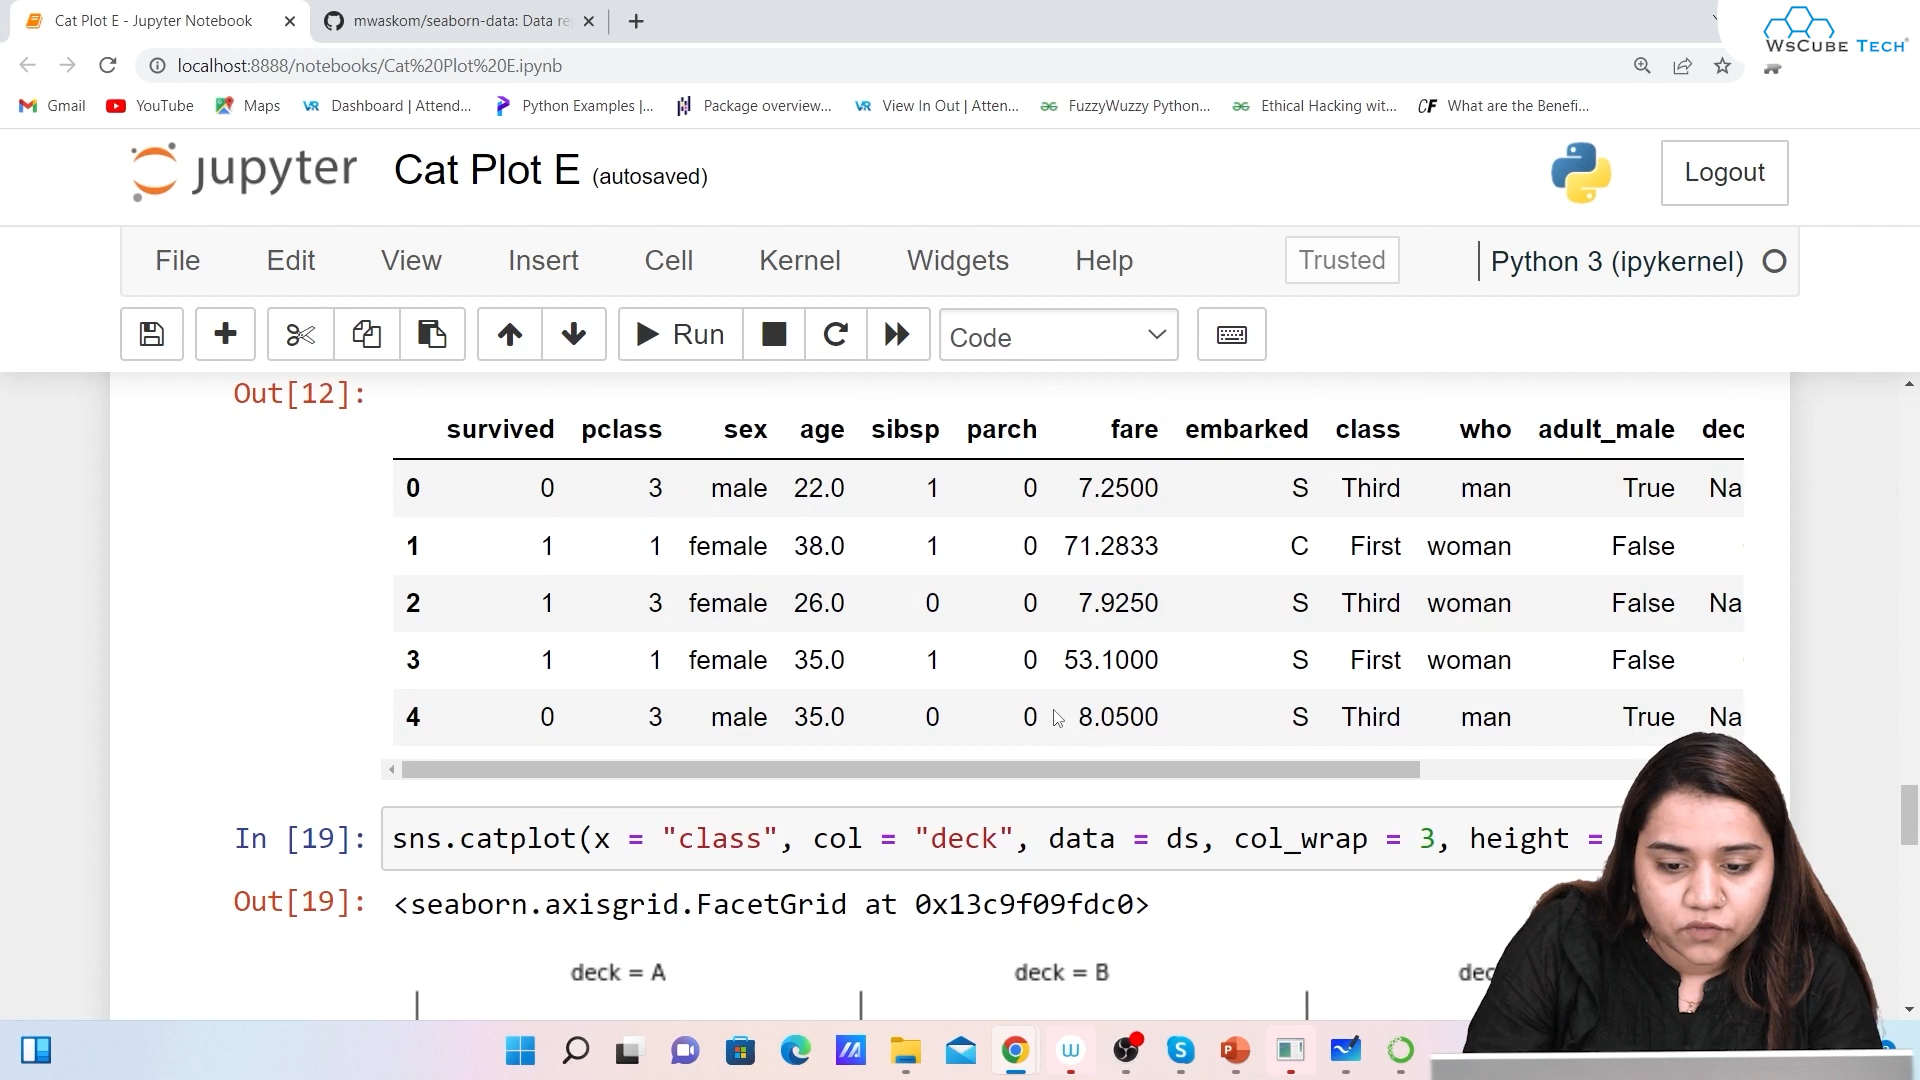 Cat Plot E - Jupyter Notebook
mwaskom/seaborn-data: Data re
WSCUBE TECH
localhost:8888/notebooks/Cat%20Plot%20E.ipynb
Gmail YouTube Maps Dashboard | Attend... Python Examples |... Package overview... View In Out | Atten... FuzzyWuzzy Python... Ethical Hacking wit... What are the Benefi...
jupyter Cat Plot E (autosaved)
Logout
File Edit View Insert Cell Kernel Widgets Help Trusted Python 3 (ipykernel)
Run Code
Out[12]:
survived pclass sex age sibsp parch fare embarked class who adult_male dec
0 0 3 male 22.0 1 0 7.2500 S Third man True Na
1 1 1 female 38.0 1 0 71.2833 C First woman False
2 1 3 female 26.0 0 0 7.9250 S Third woman False Na
3 1 1 female 35.0 1 0 53.1000 S First woman False
4 0 3 male 35.0 0 0 8.0500 S Third man True Na
In [19]: sns.catplot(x = "class", col = "deck", data = ds, col_wrap = 3, height =
Out[19]: <seaborn.axisgrid.FacetGrid at 0x13c9f09fdc0>
deck = A deck = B dec